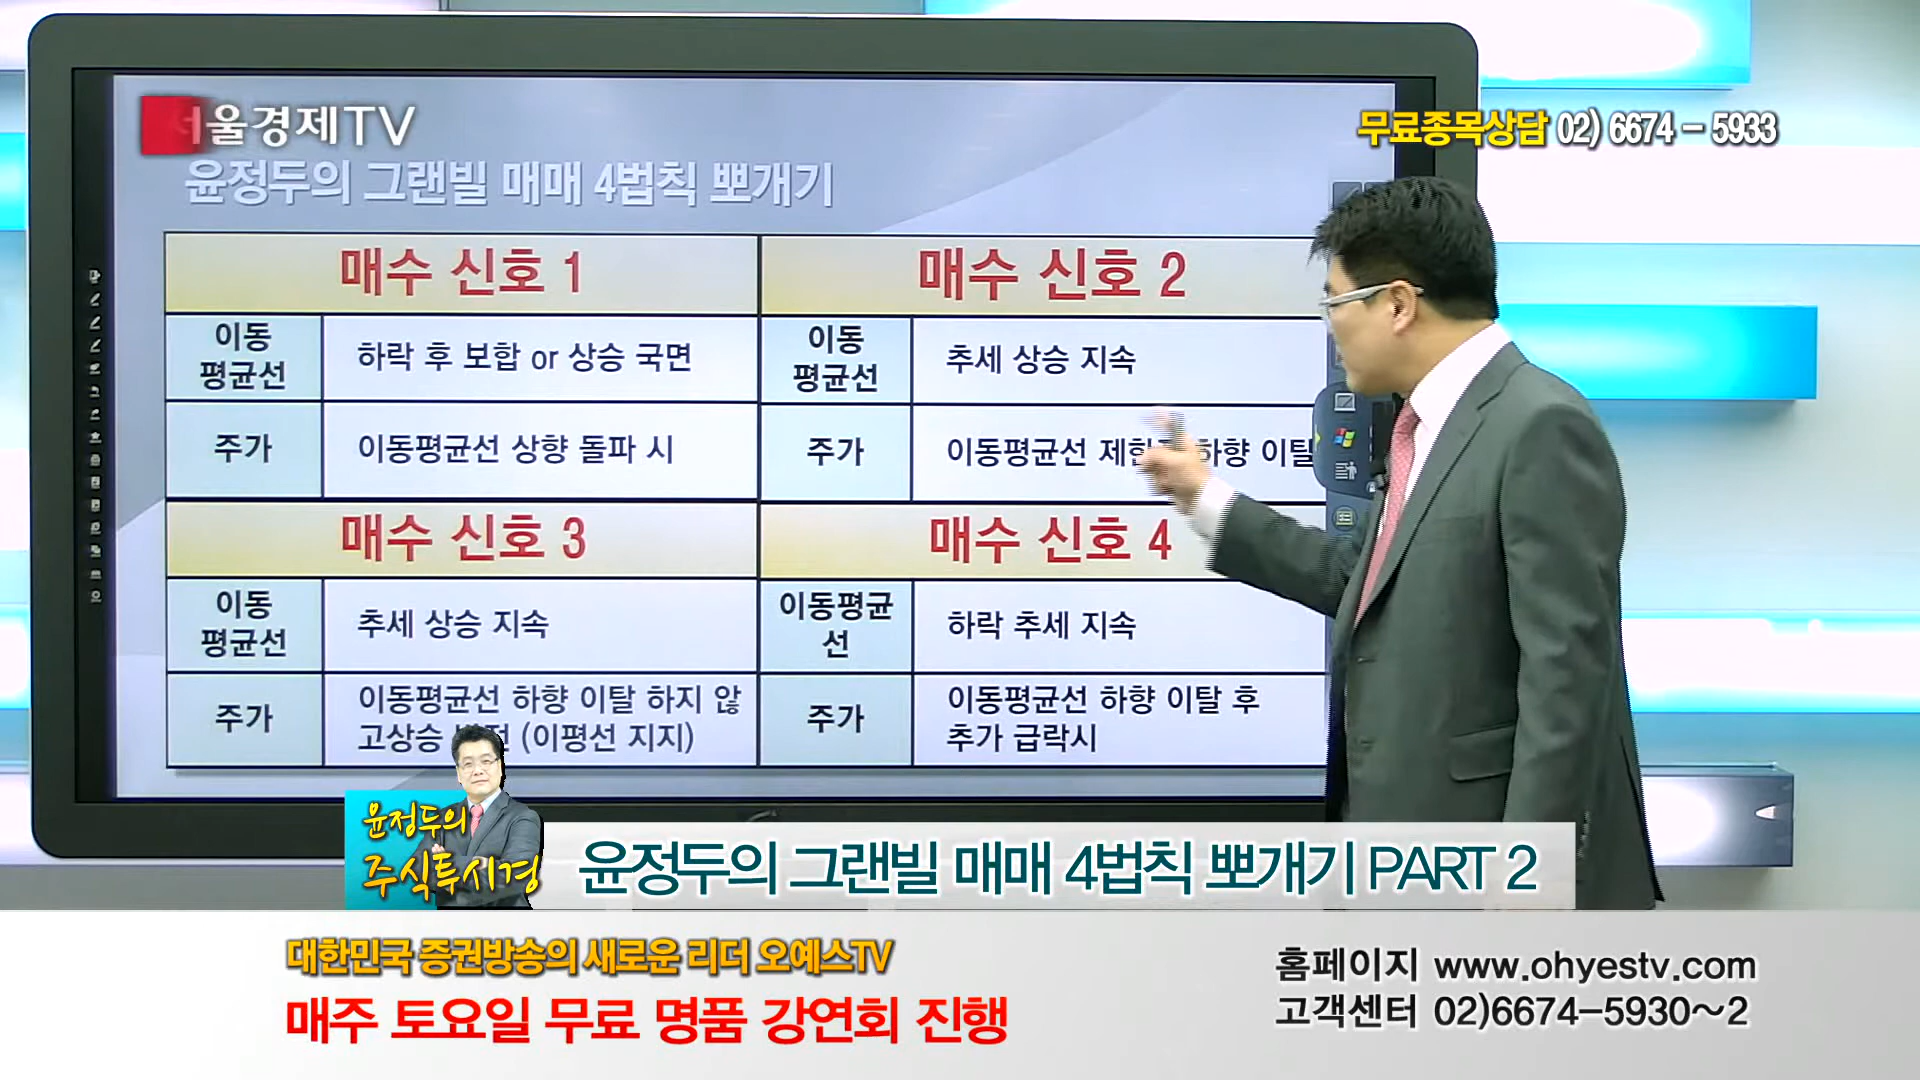 울경제TV
무료종목상담 02) 6674 - 5933
윤정두의 그랜빌 매매 4법칙 뽀개기
매수 신호 1
이동
평균선
하락 후 보합 or 상승 국면
주가
이동평균선 상향 돌파 시
매수 신호 2
이동
평균선
추세 상승 지속
주가
이동평균선 하향 이탈
매수 신호 3
이동
평균선
추세 상승 지속
주가
이동평균선 하향 이탈 하지 않
고상승 (이평선 지지)
매수 신호 4
이동평균
선
하락 추세 지속
주가
이동평균선 하향 이탈 후
추가 급락시
윤정두의
주식투시경
윤정두의 그랜빌 매매 4법칙 뽀개기 PART 2
대한민국 증권방송의 새로운 리더 오예스TV
매주 토요일 무료 명품 강연회 진행
홈페이지 www.ohyestv.com
고객센터 02)6674-5930~2